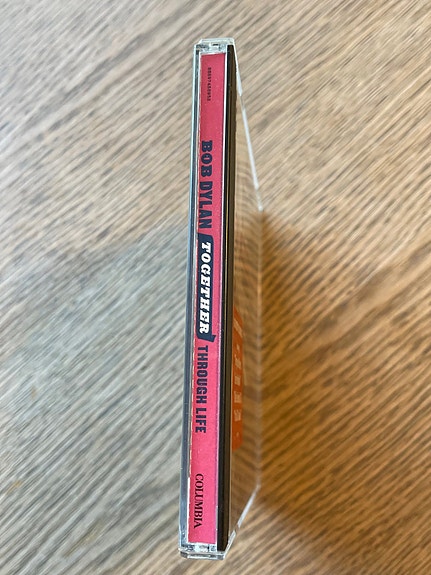 BOB DYLAN TOGETHER THROUGH LIFE
COLUMBIA